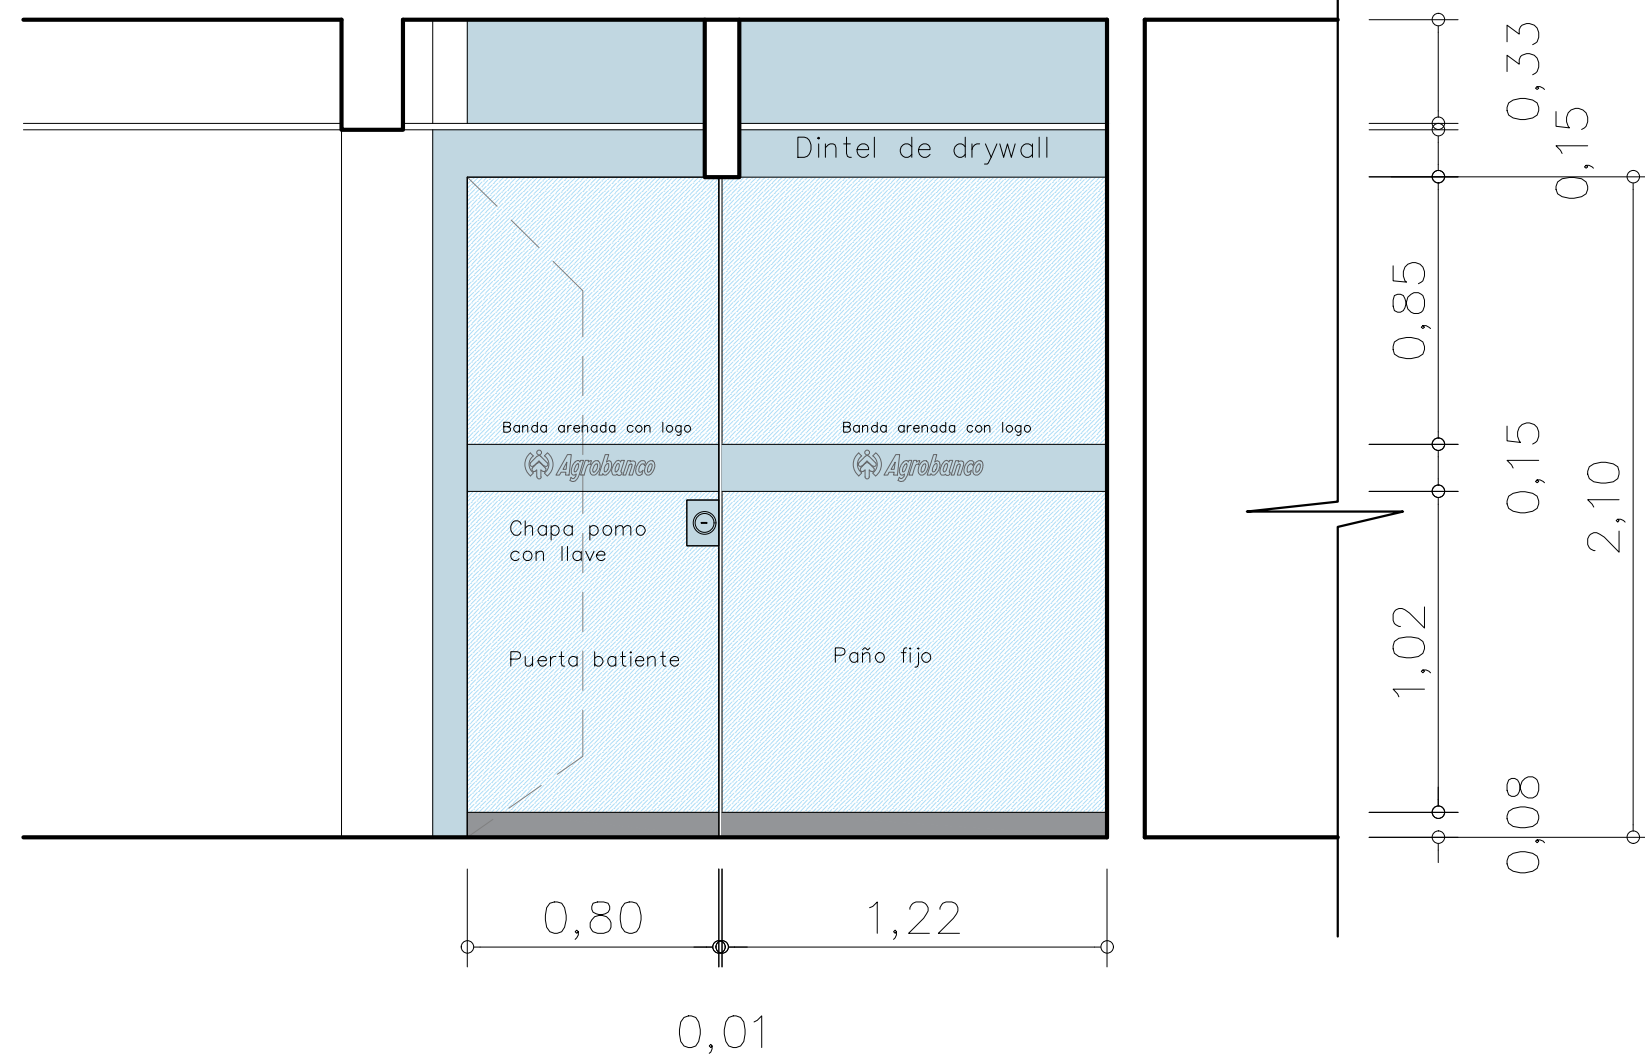 0,33
Dintel de drywall
0,15
0,85
Banda arenada con logo
Banda arenada con logo
Agrobanco
Agrobanco
0,15
2,10
Chapa pomo
con llave
Puerta batiente
Paño fijo
1,02
0,08
0,80
1,22
0,01